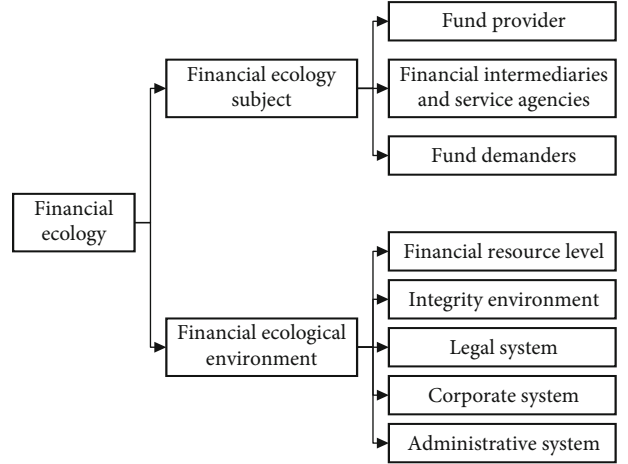 Financial
ecology
Financial ecology
subject
Fund provider
Financial intermediaries
and service agencies
Fund demanders
Financial ecological
environment
Financial resource level
Integrity environment
Legal system
Corporate system
Administrative system